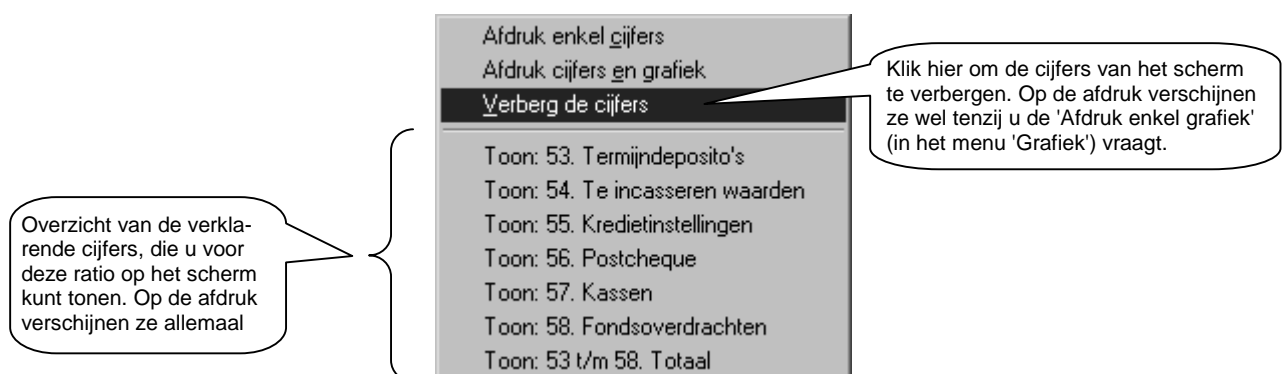 Afdruk enkel cijfers
Afdruk cijfers en grafiek
Verberg de cijfers
Klik hier om de cijfers van het scherm
te verbergen. Op de afdruk verschijnen
ze wel tenzij u de 'Afdruk enkel grafiek'
(in het menu 'Grafiek') vraagt.
Toon: 53. Termijndeposito's
Toon: 54. Te incasseren waarden
Toon: 55. Kredietinstellingen
Toon: 56. Postcheque
Toon: 57. Kassen
Toon: 58. Fondsoverdrachten
Toon: 53 t/m 58. Totaal
Overzicht van de verkla-
rende cijfers, die u voor
deze ratio op het scherm
kunt tonen. Op de afdruk
verschijnen ze allemaal